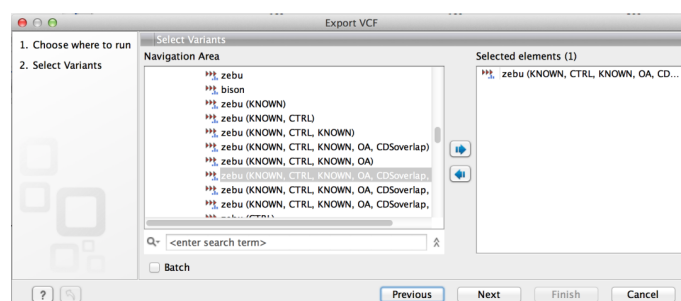 Export VCF
1. Choose where to run
2. Select Variants
Select Variants
Navigation Area
zebu
bison
zebu (KNOWN)
zebu (KNOWN, CTRL)
zebu (KNOWN, CTRL, KNOWN)
zebu (KNOWN, CTRL, KNOWN, OA, CDSoverlap)
zebu (KNOWN, CTRL, KNOWN, OA)
zebu (KNOWN, CTRL, KNOWN, OA, CDSoverlap,
zebu (KNOWN, CTRL, KNOWN, OA, CDSoverlap,
zebu (KNOWN, CTRL, KNOWN, OA, CDSoverlap,
zebu (CTRL)
<enter search term>
Batch
Selected elements (1)
zebu (KNOWN, CTRL, KNOWN, OA, CD...
?
Previous
Next
Finish
Cancel